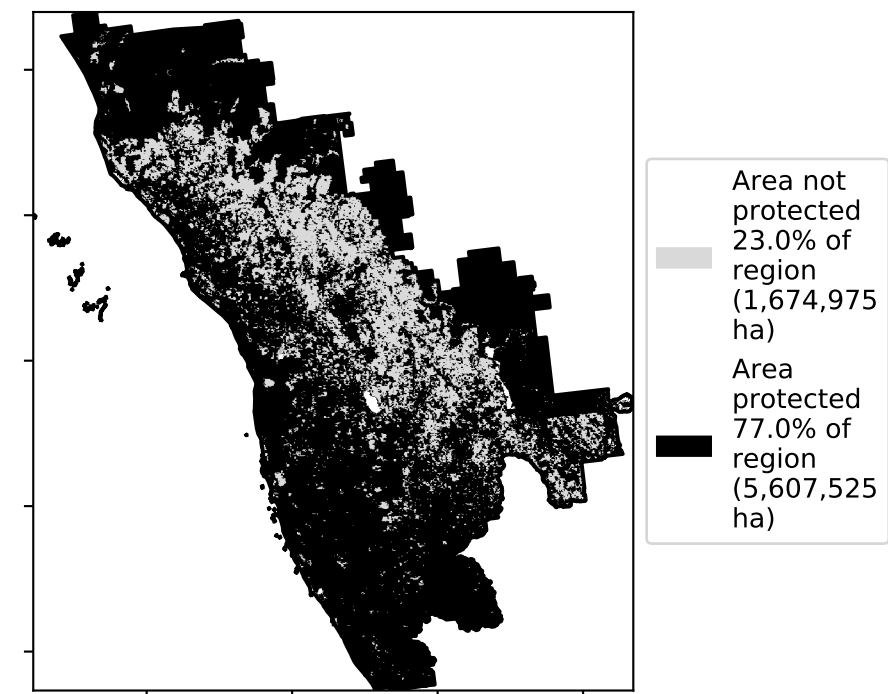 Area not
protected
23.0% of
region
(1,674,975
ha)
Area
protected
77.0% of
region
(5,607,525
ha)